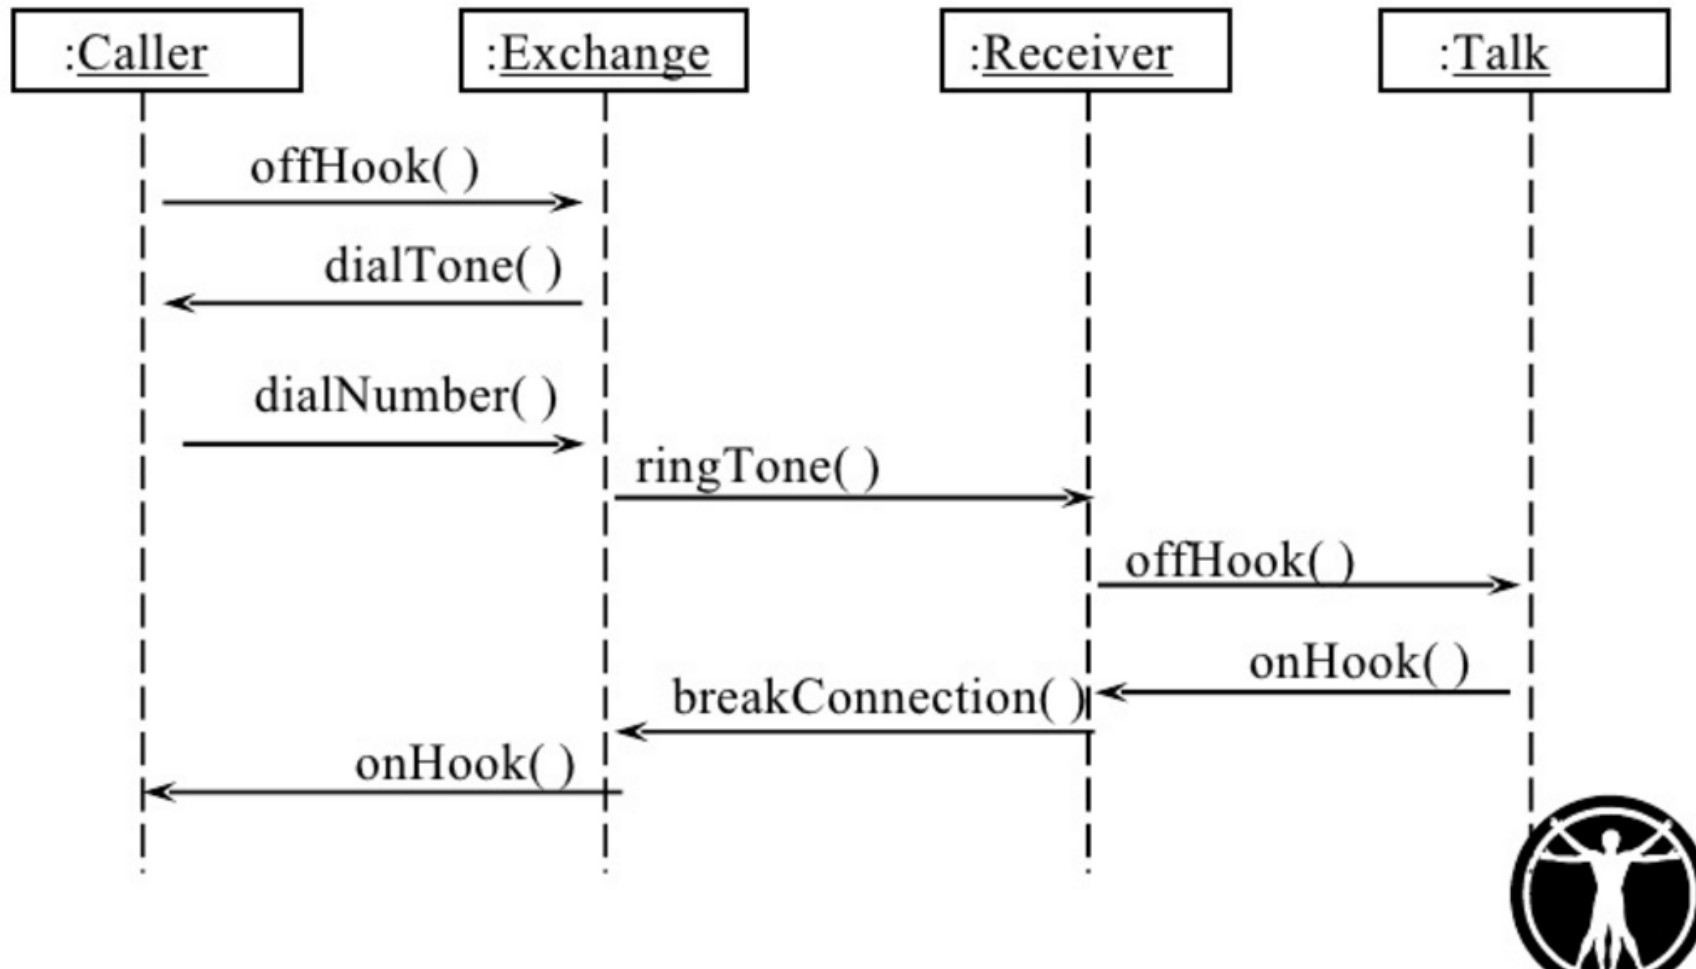 :Caller :Exchange :Receiver :Talk
offHook( )
dialTone( )
dialNumber( )
ringTone( )
offHook( )
onHook( )
breakConnection( )
onHook( )